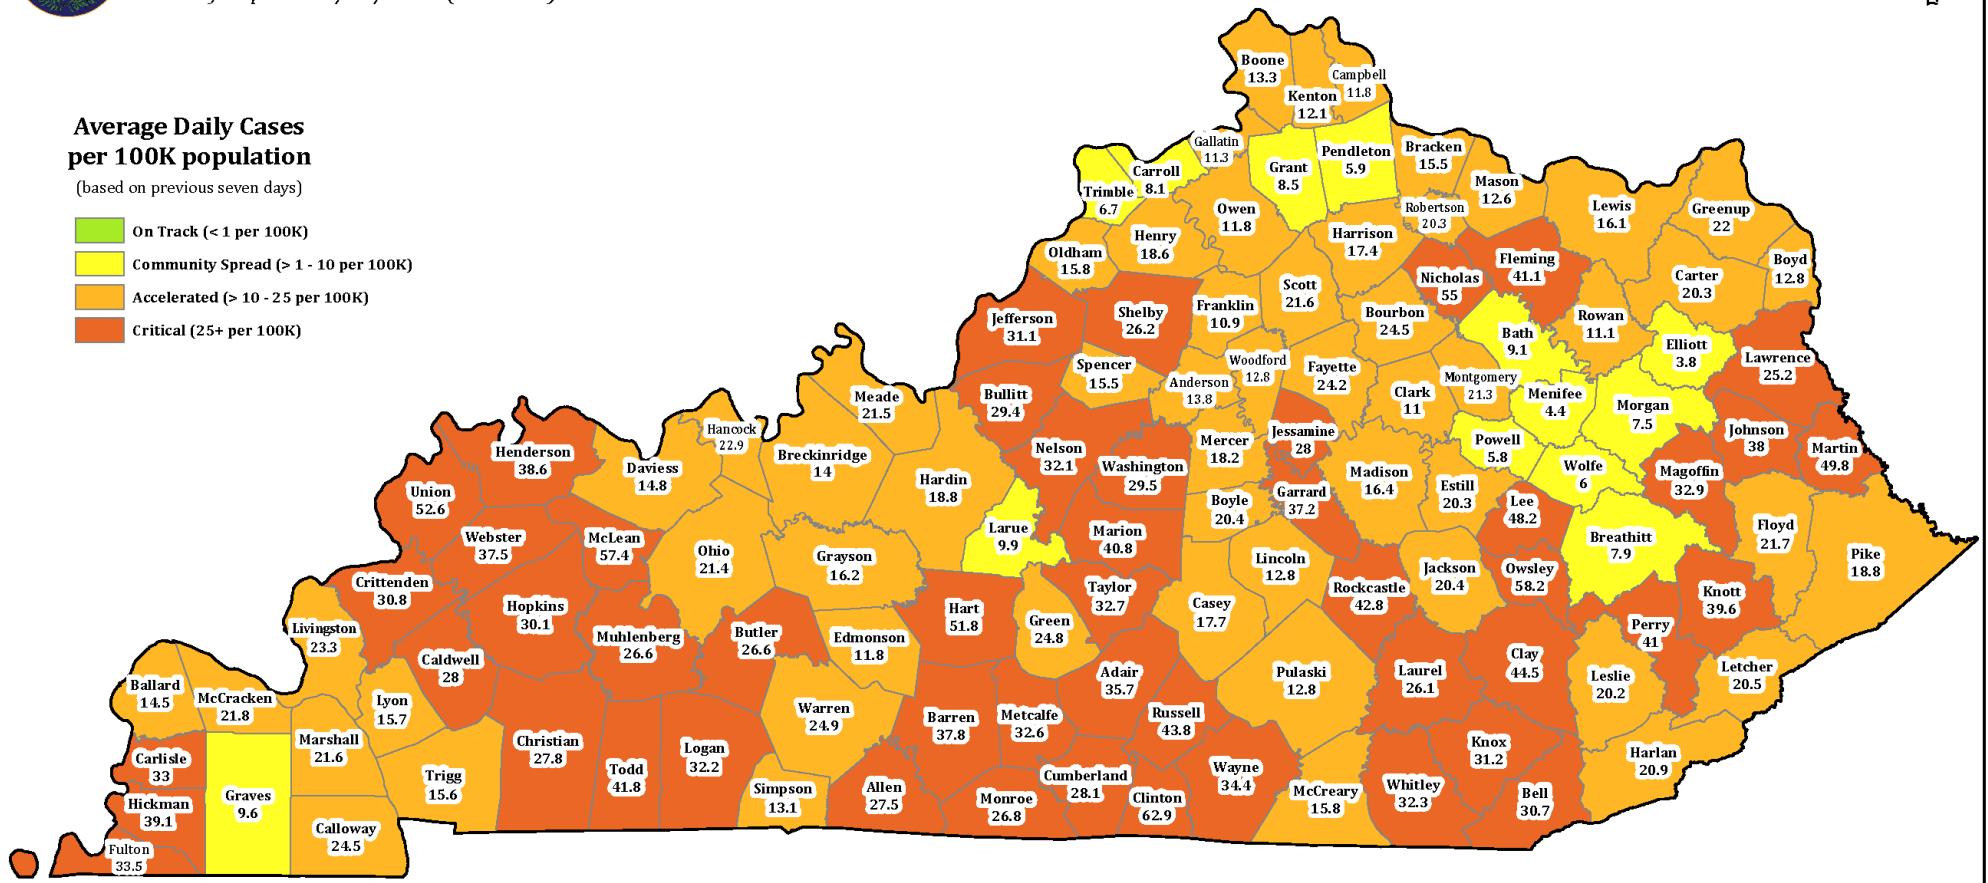 Average Daily Cases
per 100K population
(based on previous seven days)
On Track (< 1 per 100K)
Community Spread (> 1 - 10 per 100K)
Accelerated (> 10 - 25 per 100K)
Critical (25+ per 100K)
Boone
13.3
Kenton
12.1
Campbell
11.8
Gallatin
11.3
Carroll
8.1
Trimble
6.7
Grant
8.5
Pendleton
5.9
Bracken
15.5
Mason
12.6
Robertson
20.3
Lewis
16.1
Greenup
22
Boyd
12.8
Carter
20.3
Owen
11.8
Henry
18.6
Oldham
15.8
Harrison
17.4
Nicholas
55
Fleming
41.1
Scott
21.6
Franklin
10.9
Shelby
26.2
Jefferson
31.1
Bourbon
24.5
Bath
9.1
Rowan
11.1
Elliott
3.8
Lawrence
25.2
Spencer
15.5
Bullitt
29.4
Anderson
13.8
Woodford
12.8
Fayette
24.2
Clark
11
Montgomery
21.3
Menifee
4.4
Morgan
7.5
Johnson
38
Martin
49.8
Magoffin
32.9
Meade
21.5
Hancock
22.9
Breckinridge
14
Hardin
18.8
Nelson
32.1
Washington
29.5
Mercer
18.2
Jessamine
28
Madison
16.4
Powell
5.8
Wolfe
6
Estill
20.3
Lee
48.2
Henderson
38.6
Daviess
14.8
Union
52.6
Webster
37.5
McLean
57.4
Ohio
21.4
Grayson
16.2
Larue
9.9
Marion
40.8
Boyle
20.4
Garrard
37.2
Lincoln
12.8
Rockcastle
42.8
Jackson
20.4
Owsley
58.2
Breathitt
7.9
Floyd
21.7
Pike
18.8
Knott
39.6
Perry
41
Letcher
20.5
Leslie
20.2
Clay
44.5
Laurel
26.1
Crittenden
30.8
Hopkins
30.1
Muhlenberg
26.6
Butler
26.6
Edmonson
11.8
Hart
51.8
Green
24.8
Taylor
32.7
Casey
17.7
Pulaski
12.8
Livingston
23.3
Caldwell
28
Lyon
15.7
Ballard
14.5
McCracken
21.8
Marshall
21.6
Carlisle
33
Hickman
39.1
Fulton
33.5
Graves
9.6
Calloway
24.5
Trigg
15.6
Christian
27.8
Todd
41.8
Logan
32.2
Warren
24.9
Simpson
13.1
Allen
27.5
Barren
37.8
Metcalfe
32.6
Adair
35.7
Russell
43.8
Monroe
26.8
Cumberland
28.1
Clinton
62.9
Wayne
34.4
McCreary
15.8
Whitley
32.3
Knox
31.2
Bell
30.7
Harlan
20.9